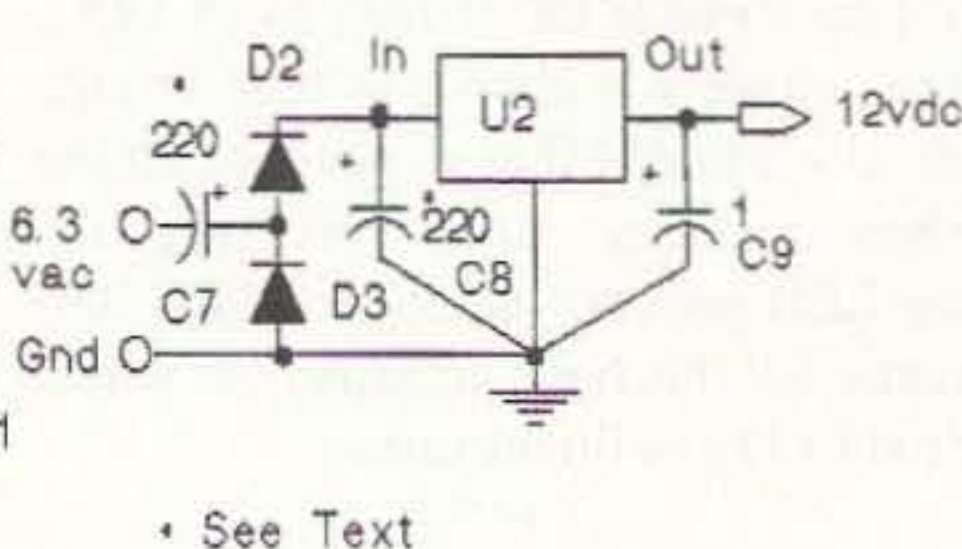 D2 In Out
* 220 U2 12vdc
+ + +
6.3 vac
+ * 220 1
C7 D3 C8 C9
Gnd
1
* See Text